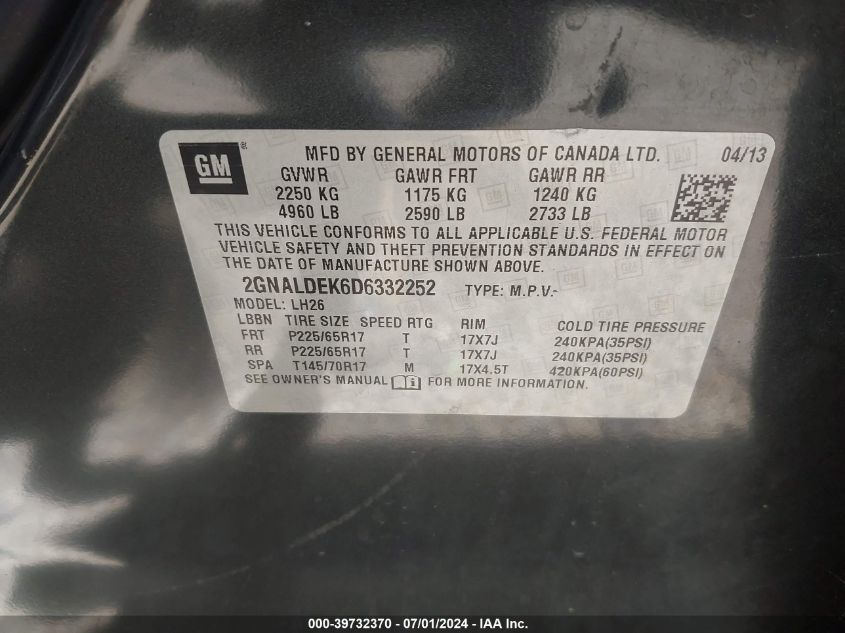 GM ® MFD BY GENERAL MOTORS OF CANADA LTD. 04/13
GVWR GAWR FRT GAWR RR
2250 KG 1175 KG 1240 KG
4960 LB 2590 LB 2733 LB
THIS VEHICLE CONFORMS TO ALL APPLICABLE U.S. FEDERAL MOTOR
VEHICLE SAFETY AND THEFT PREVENTION STANDARDS IN EFFECT ON
THE DATE OF MANUFACTURE SHOWN ABOVE.
2GNALDEK6D6332252 TYPE: M.P.V.-
MODEL: LH26
LBBN TIRE SIZE SPEED RTG RIM COLD TIRE PRESSURE
FRT P225/65R17 T 17X7J 240KPA(35PSI)
RR P225/65R17 T 17X7J 240KPA(35PSI)
SPA T145/70R17 M 17X4.5T 420KPA(60PSI)
SEE OWNER'S MANUAL FOR MORE INFORMATION.
000-39732370 - 07/01/2024 - IAA Inc.